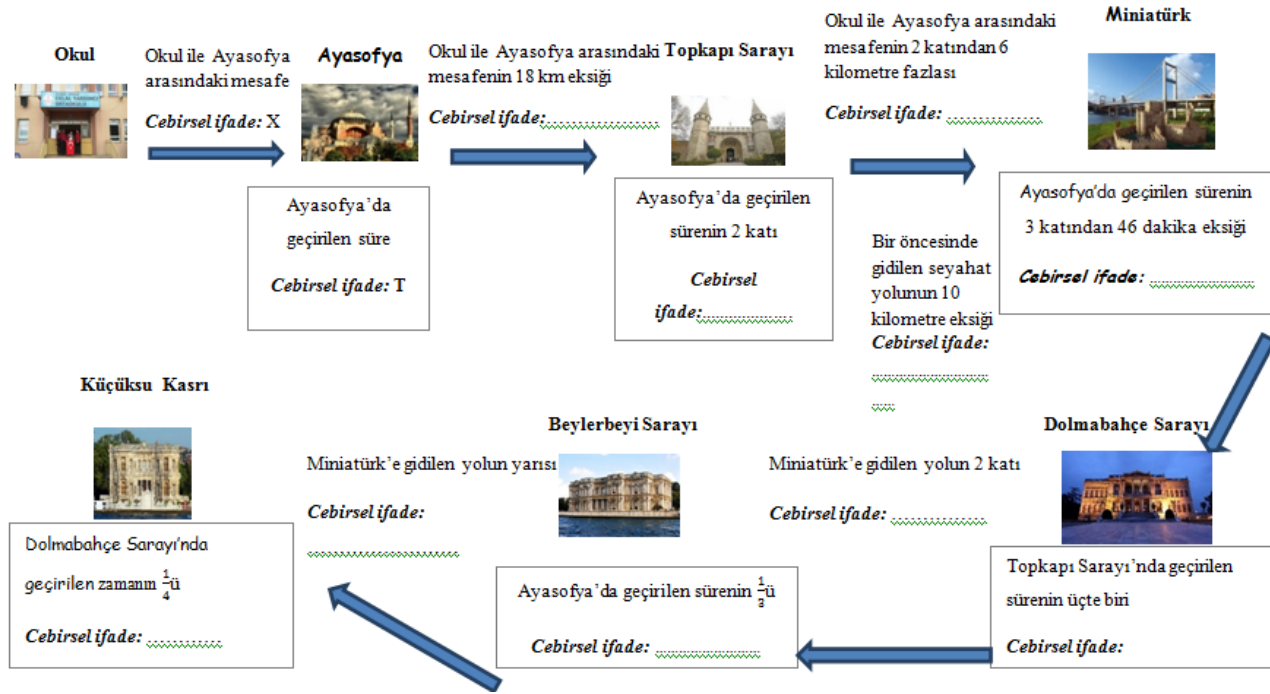 Okul
Okul ile Ayasofya
arasındaki mesafe
Cebirsel ifade: X
Ayasofya
Okul ile Ayasofya arasındaki
mesafenin 18 km eksiği
Cebirsel ifade:....................
Topkapı Sarayı
Okul ile Ayasofya arasındaki
mesafenin 2 katından 6
kilometre fazlası
Cebirsel ifade: ................
Miniatürk
Ayasofya'da
geçirilen süre
Cebirsel ifade: T
Ayasofya'da geçirilen
sürenin 2 katı
Cebirsel
ifade:................
Bir öncesinde
gidilen seyahat
yolunun 10
kilometre eksiği
Cebirsel ifade:
....................
....
Ayasofya'da geçirilen sürenin
3 katından 46 dakika eksiği
Cebirsel ifade: ..................
Küçüksu Kasrı
Miniatürk'e gidilen yolun yarısı
Cebirsel ifade:
..........................
Beylerbeyi Sarayı
Miniatürk'e gidilen yolun 2 katı
Cebirsel ifade: ................
Dolmabahçe Sarayı
Dolmabahçe Sarayı'nda
geçirilen zamanın 1/4ü
Cebirsel ifade: .............
Ayasofya'da geçirilen sürenin 1/3ü
Cebirsel ifade: ..................
Topkapı Sarayı'nda geçirilen
sürenin üçte biri
Cebirsel ifade: